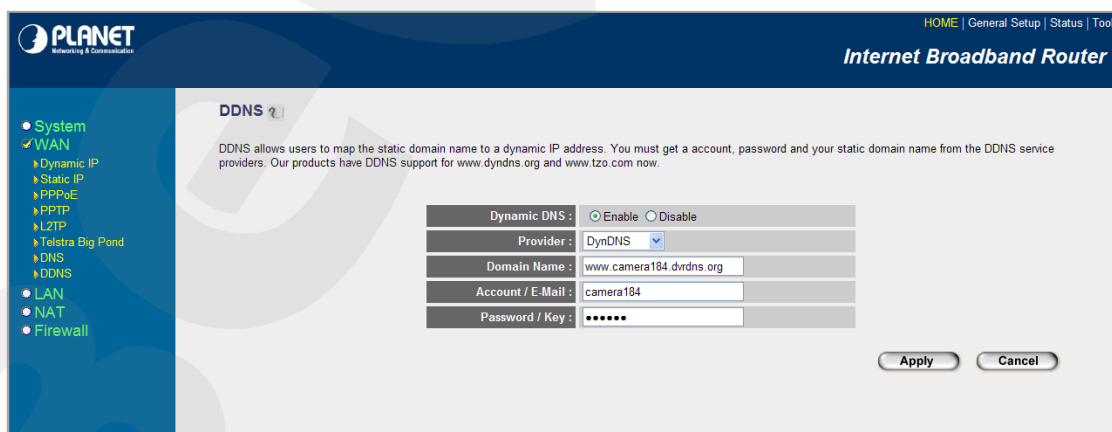 PLANET
Networking & Communication
HOME | General Setup | Status | Tool
Internet Broadband Router
System
WAN
Dynamic IP
Static IP
PPPoE
PPTP
L2TP
Telstra Big Pond
DNS
DDNS
LAN
NAT
Firewall
DDNS
DDNS allows users to map the static domain name to a dynamic IP address. You must get a account, password and your static domain name from the DDNS service
providers. Our products have DDNS support for www.dyndns.org and www.tzo.com now.
Dynamic DNS : Enable Disable
Provider : DynDNS
Domain Name : www.camera184.dvrdns.org
Account / E-Mail : camera184
Password / Key : ••••••
Apply Cancel